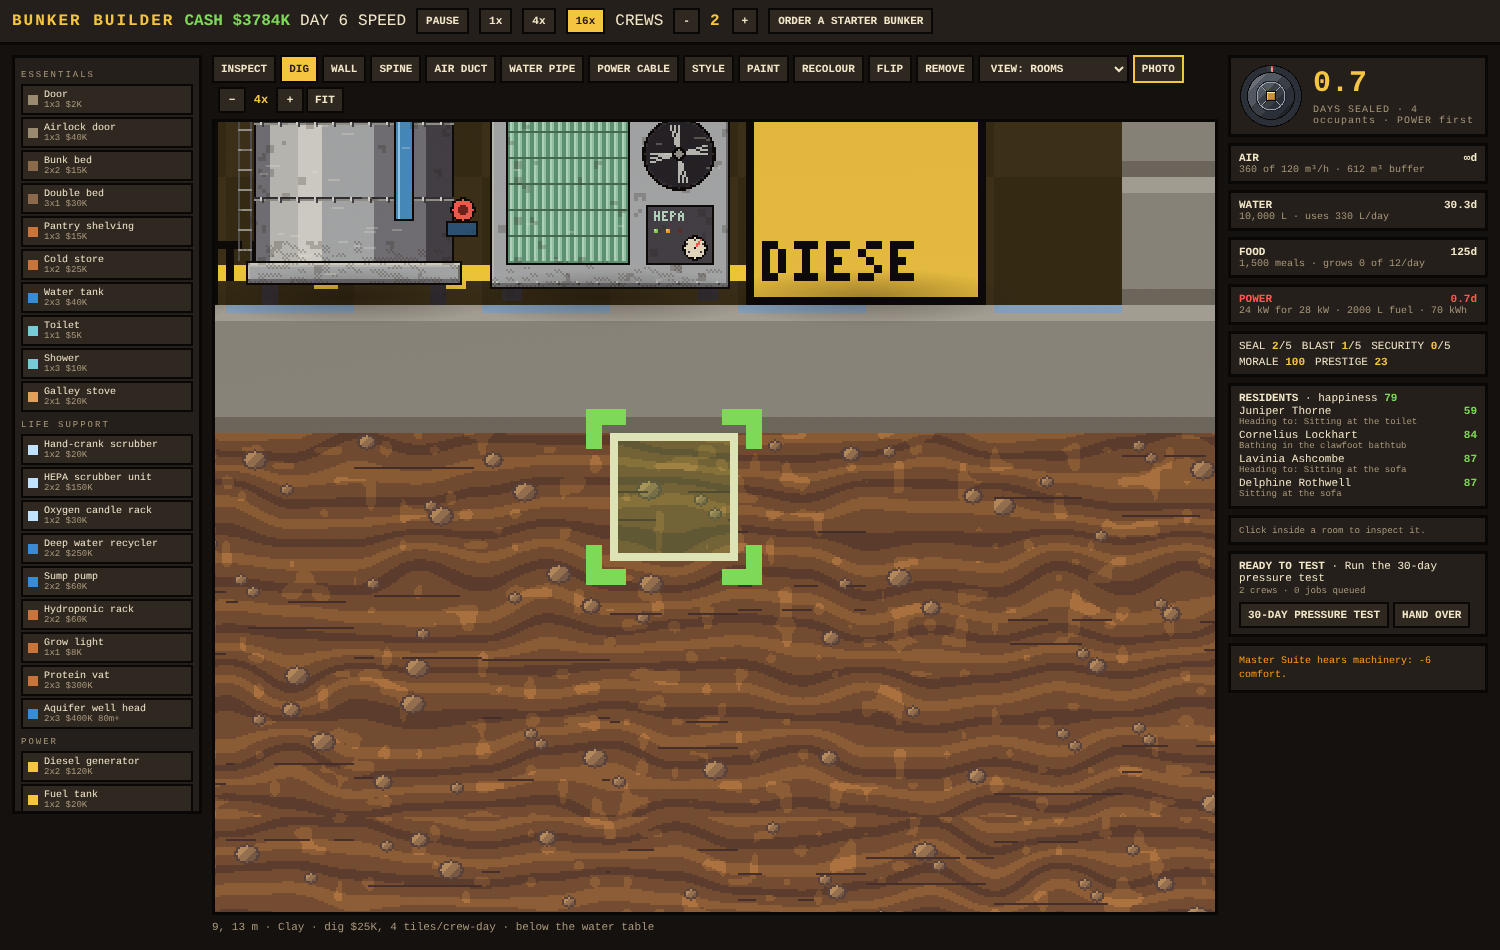 BUNKER BUILDER CASH $3784K DAY 6 SPEED PAUSE 1x 4x 16x CREWS - 2 + ORDER A STARTER BUNKER
INSPECT DIG WALL SPINE AIR DUCT WATER PIPE POWER CABLE STYLE PAINT RECOLOUR FLIP REMOVE VIEW: ROOMS PHOTO
− 4x + FIT
ESSENTIALS
Door
1x3 $2K
Airlock door
1x3 $40K
Bunk bed
2x2 $15K
Double bed
3x1 $30K
Pantry shelving
1x3 $15K
Cold store
1x2 $25K
Water tank
2x3 $40K
Toilet
1x1 $5K
Shower
1x3 $10K
Galley stove
2x1 $20K
LIFE SUPPORT
Hand-crank scrubber
1x2 $20K
HEPA scrubber unit
2x2 $150K
Oxygen candle rack
1x2 $30K
Deep water recycler
2x2 $250K
Sump pump
2x2 $60K
Hydroponic rack
2x2 $60K
Grow light
1x1 $8K
Protein vat
2x3 $300K
Aquifer well head
2x3 $400K 80m+
POWER
Diesel generator
2x2 $120K
Fuel tank
1x2 $20K
HEPA
DIESE
9, 13 m · Clay · dig $25K, 4 tiles/crew-day · below the water table
0.7
DAYS SEALED · 4
occupants · POWER first
AIR ∞d
360 of 120 m³/h · 612 m³ buffer
WATER 30.3d
10,000 L · uses 330 L/day
FOOD 125d
1,500 meals · grows 0 of 12/day
POWER 0.7d
24 kW for 28 kW · 2000 L fuel · 70 kWh
SEAL 2/5 BLAST 1/5 SECURITY 0/5
MORALE 100 PRESTIGE 23
RESIDENTS · happiness 79
Juniper Thorne 59
Heading to: Sitting at the toilet
Cornelius Lockhart 84
Bathing in the clawfoot bathtub
Lavinia Ashcombe 87
Heading to: Sitting at the sofa
Delphine Rothwell 87
Sitting at the sofa
Click inside a room to inspect it.
READY TO TEST · Run the 30-day
pressure test
2 crews · 0 jobs queued
30-DAY PRESSURE TEST HAND OVER
Master Suite hears machinery: -6
comfort.